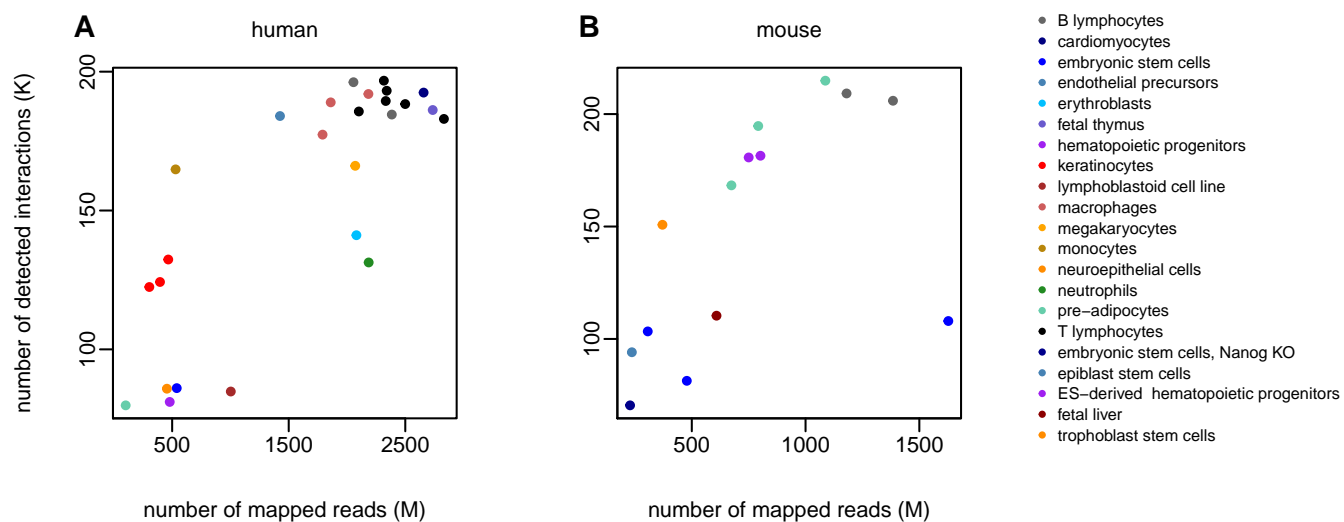 A
human
number of detected interactions (K)
200
150
100
500
1500
2500
number of mapped reads (M)
B
mouse
200
150
100
500
1000
1500
number of mapped reads (M)
B lymphocytes
cardiomyocytes
embryonic stem cells
endothelial precursors
erythroblasts
fetal thymus
hematopoietic progenitors
keratinocytes
lymphoblastoid cell line
macrophages
megakaryocytes
monocytes
neuroepithelial cells
neutrophils
pre−adipocytes
T lymphocytes
embryonic stem cells, Nanog KO
epiblast stem cells
ES−derived hematopoietic progenitors
fetal liver
trophoblast stem cells